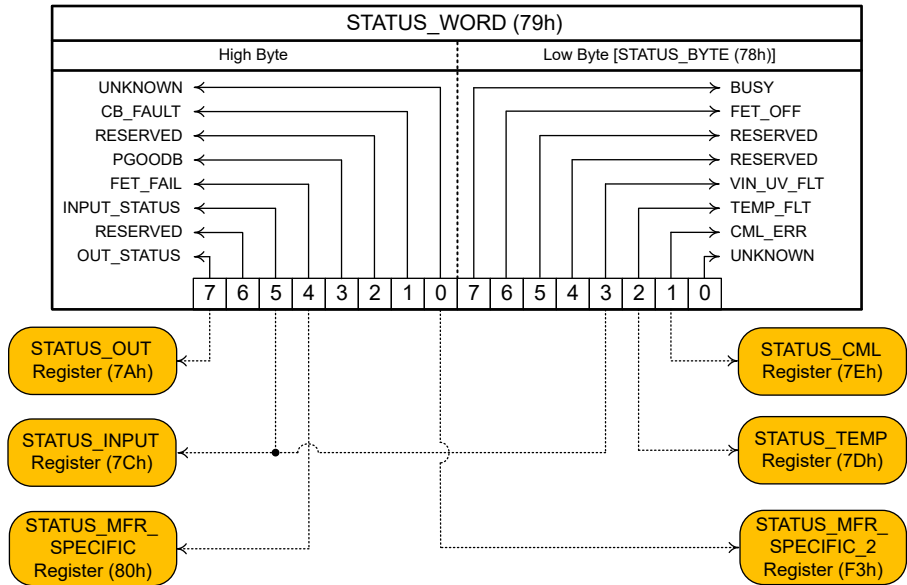 STATUS_WORD (79h)
High Byte
Low Byte [STATUS_BYTE (78h)]
UNKNOWN
CB_FAULT
RESERVED
PGOODB
FET_FAIL
INPUT_STATUS
RESERVED
OUT_STATUS
BUSY
FET_OFF
RESERVED
RESERVED
VIN_UV_FLT
TEMP_FLT
CML_ERR
UNKNOWN
7 6 5 4 3 2 1 0 7 6 5 4 3 2 1 0
STATUS_OUT
Register (7Ah)
STATUS_CML
Register (7Eh)
STATUS_INPUT
Register (7Ch)
STATUS_TEMP
Register (7Dh)
STATUS_MFR_
SPECIFIC
Register (80h)
STATUS_MFR_
SPECIFIC_2
Register (F3h)